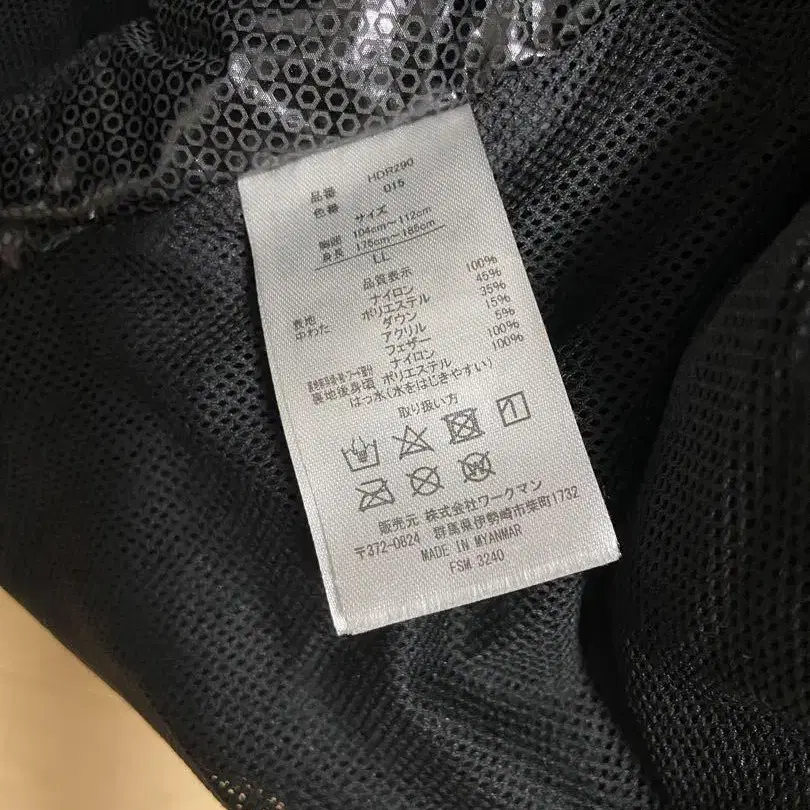 品番 HDR290
色番 015
サイズ
胸囲 104cm～112cm
身長 175cm～185cm
LL
品質表示
表地 ナイロン 100%
中わた ポリエステル 45%
ダウン 35%
アクリル 15%
フェザー 5%
ナイロン 100%
裏地後身頃 ポリエステル 100%
はっ水(水をはじきやすい)
取り扱い方
販売元 株式会社ワークマン
〒372-0824 群馬県伊勢崎市柴町1732
MADE IN MYANMAR
FSM 3240